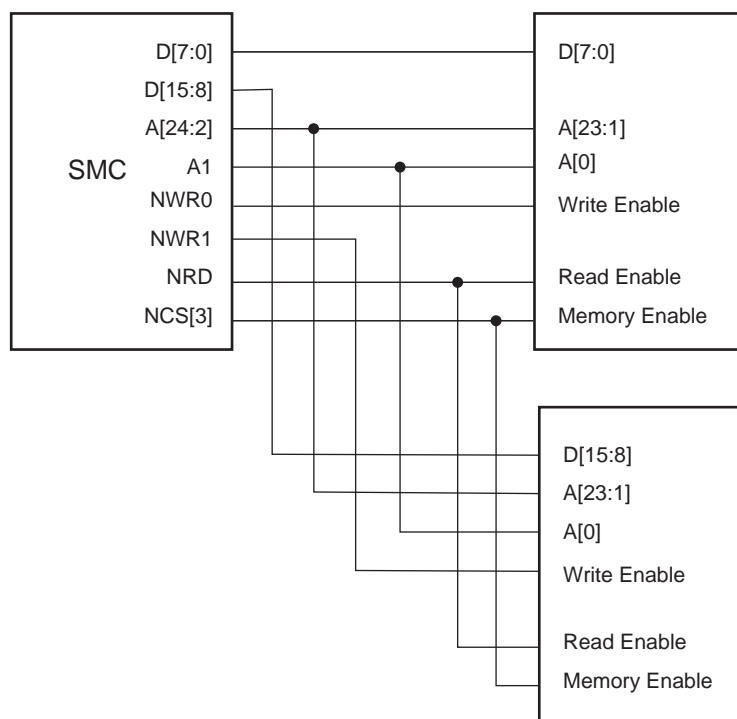 SMC
D[7:0]
D[15:8]
A[24:2]
A1
NWR0
NWR1
NRD
NCS[3]
D[7:0]
A[23:1]
A[0]
Write Enable
Read Enable
Memory Enable
D[15:8]
A[23:1]
A[0]
Write Enable
Read Enable
Memory Enable